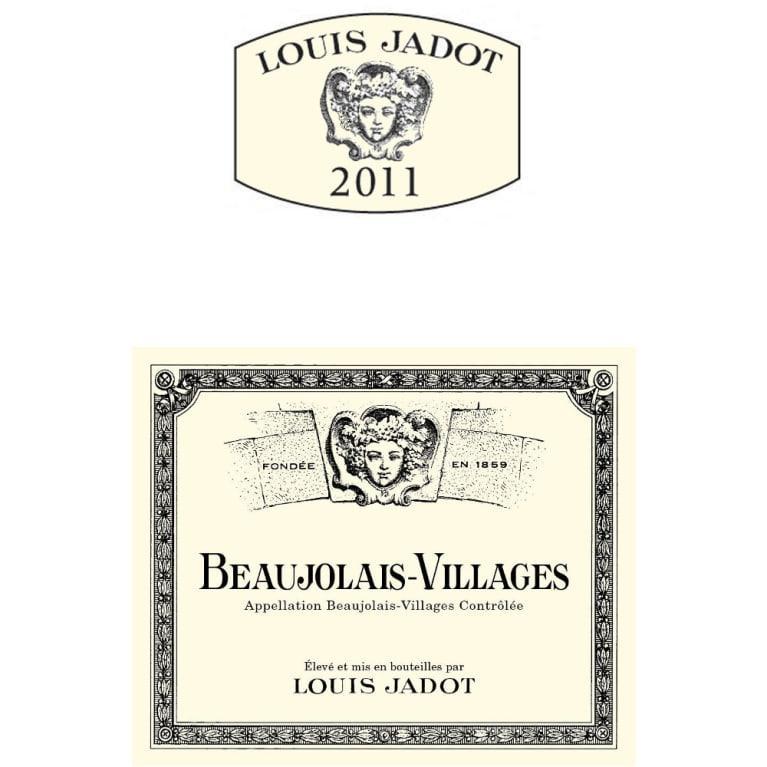 LOUIS JADOT
2011
FONDÉE EN 1859
BEAUJOLAIS-VILLAGES
Appellation Beaujolais-Villages Contrôlée
Élevé et mis en bouteilles par
LOUIS JADOT